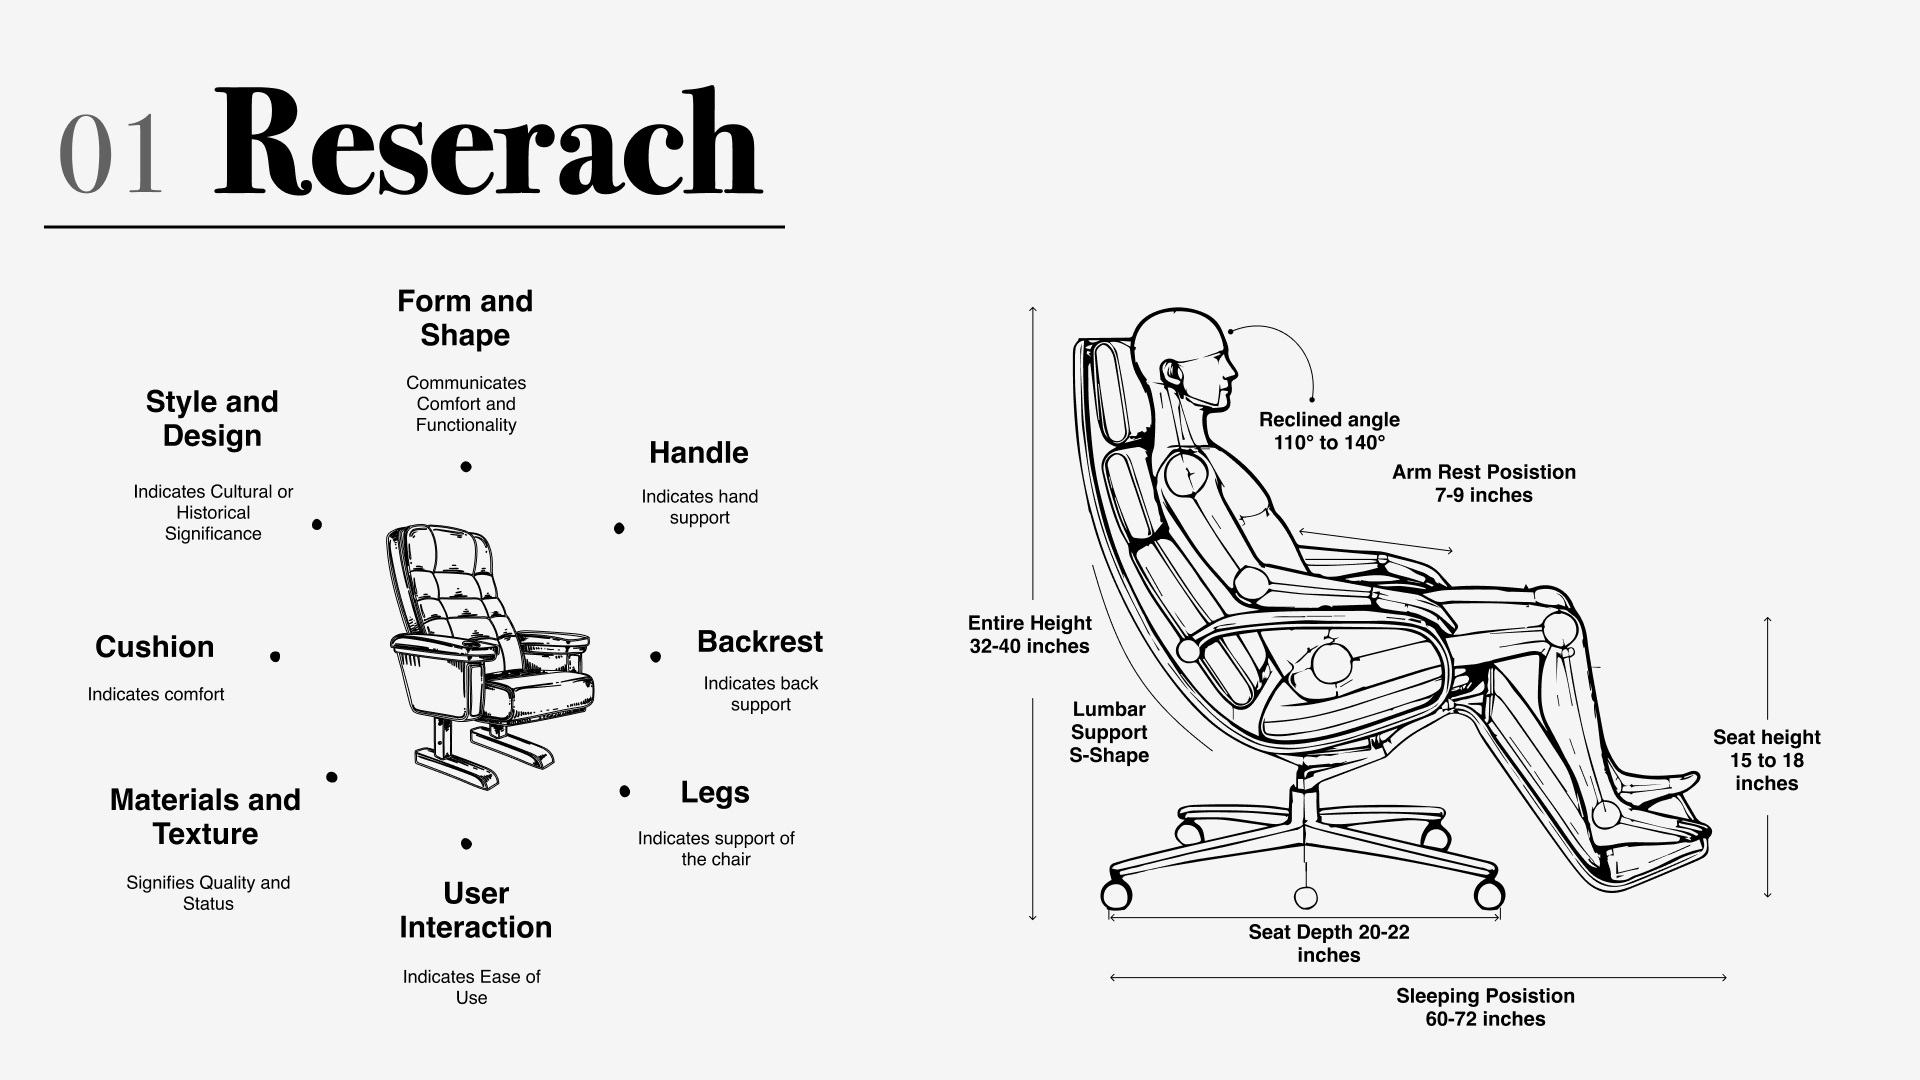 01 Reserach
Form and
Shape
Communicates
Comfort and
Functionality
Style and
Design
Indicates Cultural or
Historical
Significance
Handle
Indicates hand
support
Cushion
Indicates comfort
Backrest
Indicates back
support
Materials and
Texture
Signifies Quality and
Status
Legs
Indicates support of
the chair
User
Interaction
Indicates Ease of
Use
Reclined angle
110° to 140°
Arm Rest Posistion
7-9 inches
Entire Height
32-40 inches
Lumbar
Support
S-Shape
Seat height
15 to 18
inches
Seat Depth 20-22
inches
Sleeping Posistion
60-72 inches